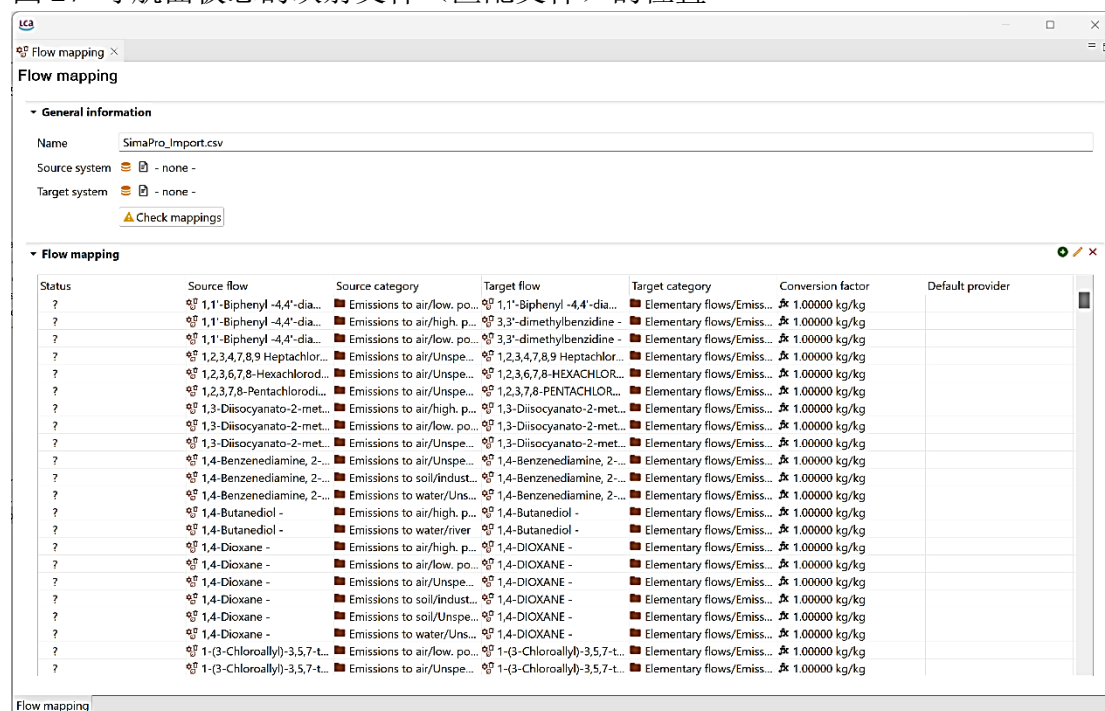 LCA
Flow mapping
Flow mapping
General information
Name SimaPro_Import.csv
Source system - none -
Target system - none -
Check mappings
Flow mapping
Status Source flow Source category Target flow Target category Conversion factor Default provider
? 1,1'-Biphenyl -4,4'-dia... Emissions to air/low. po... 1,1'-Biphenyl -4,4'-dia... Elementary flows/Emiss... fx 1.00000 kg/kg
? 1,1'-Biphenyl -4,4'-dia... Emissions to air/high. p... 3,3'-dimethylbenzidine - Elementary flows/Emiss... fx 1.00000 kg/kg
? 1,1'-Biphenyl -4,4'-dia... Emissions to air/low. po... 3,3'-dimethylbenzidine - Elementary flows/Emiss... fx 1.00000 kg/kg
? 1,2,3,4,7,8,9 Heptachlor... Emissions to air/Unspe... 1,2,3,4,7,8,9 Heptachlor... Elementary flows/Emiss... fx 1.00000 kg/kg
? 1,2,3,6,7,8-Hexachlorod... Emissions to air/Unspe... 1,2,3,6,7,8-HEXACHLOR... Elementary flows/Emiss... fx 1.00000 kg/kg
? 1,2,3,7,8-Pentachlorodi... Emissions to air/Unspe... 1,2,3,7,8-PENTACHLOR... Elementary flows/Emiss... fx 1.00000 kg/kg
? 1,3-Diisocyanato-2-met... Emissions to air/high. p... 1,3-Diisocyanato-2-met... Elementary flows/Emiss... fx 1.00000 kg/kg
? 1,3-Diisocyanato-2-met... Emissions to air/low. po... 1,3-Diisocyanato-2-met... Elementary flows/Emiss... fx 1.00000 kg/kg
? 1,3-Diisocyanato-2-met... Emissions to air/Unspe... 1,3-Diisocyanato-2-met... Elementary flows/Emiss... fx 1.00000 kg/kg
? 1,4-Benzenediamine, 2-... Emissions to air/Unspe... 1,4-Benzenediamine, 2-... Elementary flows/Emiss... fx 1.00000 kg/kg
? 1,4-Benzenediamine, 2-... Emissions to soil/indust... 1,4-Benzenediamine, 2-... Elementary flows/Emiss... fx 1.00000 kg/kg
? 1,4-Benzenediamine, 2-... Emissions to water/Uns... 1,4-Benzenediamine, 2-... Elementary flows/Emiss... fx 1.00000 kg/kg
? 1,4-Butanediol - Emissions to air/high. p... 1,4-Butanediol - Elementary flows/Emiss... fx 1.00000 kg/kg
? 1,4-Butanediol - Emissions to water/river 1,4-Butanediol - Elementary flows/Emiss... fx 1.00000 kg/kg
? 1,4-Dioxane - Emissions to air/high. p... 1,4-DIOXANE - Elementary flows/Emiss... fx 1.00000 kg/kg
? 1,4-Dioxane - Emissions to air/low. po... 1,4-DIOXANE - Elementary flows/Emiss... fx 1.00000 kg/kg
? 1,4-Dioxane - Emissions to air/Unspe... 1,4-DIOXANE - Elementary flows/Emiss... fx 1.00000 kg/kg
? 1,4-Dioxane - Emissions to soil/indust... 1,4-DIOXANE - Elementary flows/Emiss... fx 1.00000 kg/kg
? 1,4-Dioxane - Emissions to soil/Unspe... 1,4-DIOXANE - Elementary flows/Emiss... fx 1.00000 kg/kg
? 1,4-Dioxane - Emissions to water/Uns... 1,4-DIOXANE - Elementary flows/Emiss... fx 1.00000 kg/kg
? 1-(3-Chloroallyl)-3,5,7-t... Emissions to air/low. po... 1-(3-Chloroallyl)-3,5,7-t... Elementary flows/Emiss... fx 1.00000 kg/kg
? 1-(3-Chloroallyl)-3,5,7-t... Emissions to air/Unspe... 1-(3-Chloroallyl)-3,5,7-t... Elementary flows/Emiss... fx 1.00000 kg/kg
Flow mapping